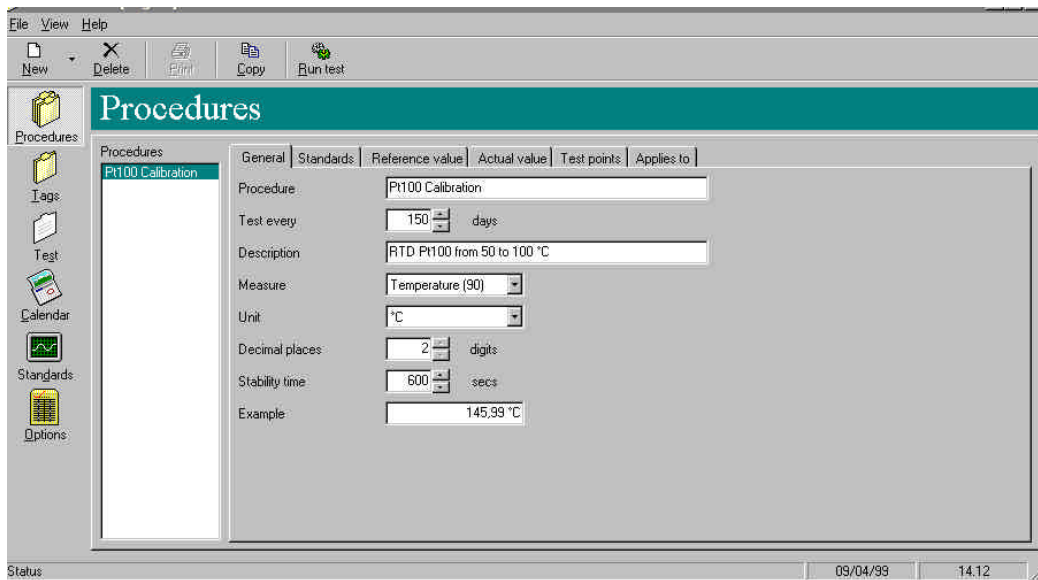 File View Help
New Delete Print Copy Run test
Procedures
Procedures
Tags
Test
Calendar
Standards
Options
Procedures
Pt100 Calibration
General Standards Reference value Actual value Test points Applies to
Procedure Pt100 Calibration
Test every 150 days
Description RTD Pt100 from 50 to 100 °C
Measure Temperature (90)
Unit °C
Decimal places 2 digits
Stability time 600 secs
Example 145,99 °C
Status 09/04/99 14.12